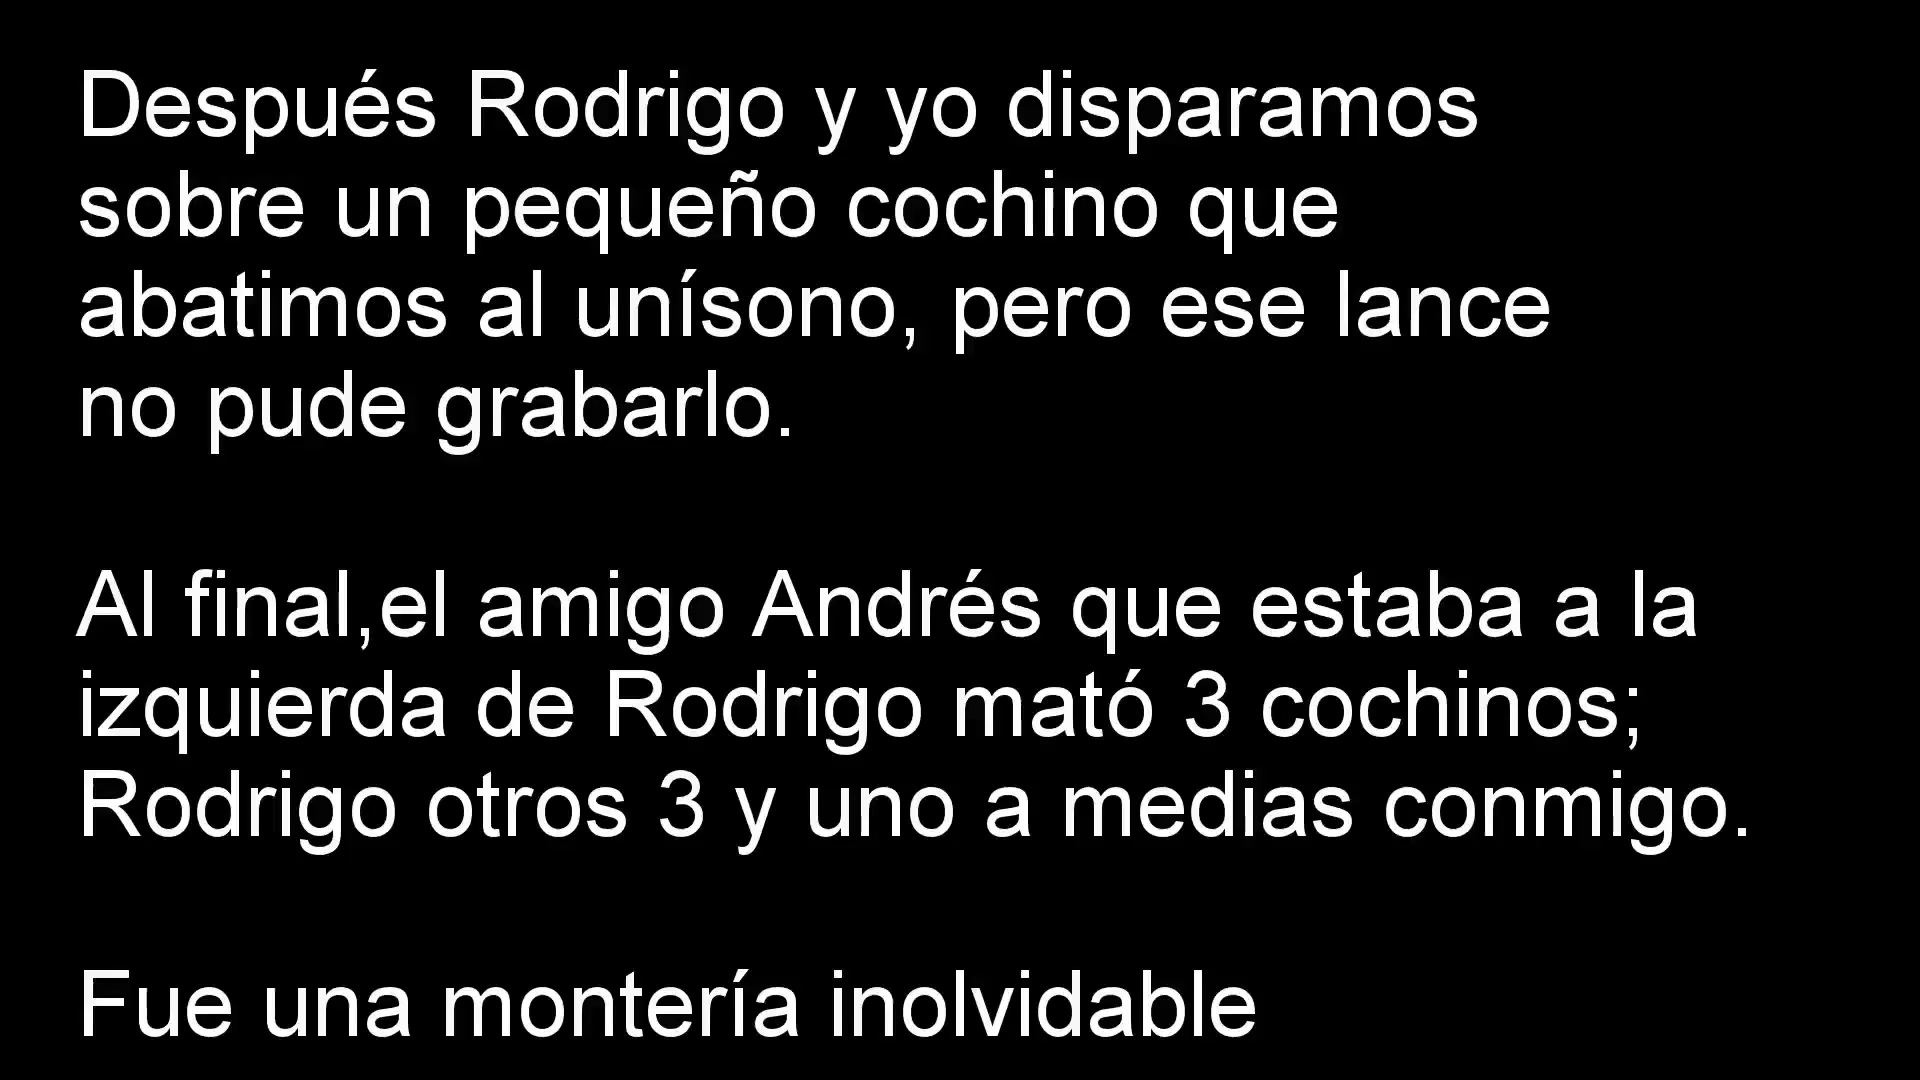 Después Rodrigo y yo disparamos
sobre un pequeño cochino que
abatimos al unísono, pero ese lance
no pude grabarlo.
Al final,el amigo Andrés que estaba a la
izquierda de Rodrigo mató 3 cochinos;
Rodrigo otros 3 y uno a medias conmigo.
Fue una montería inolvidable